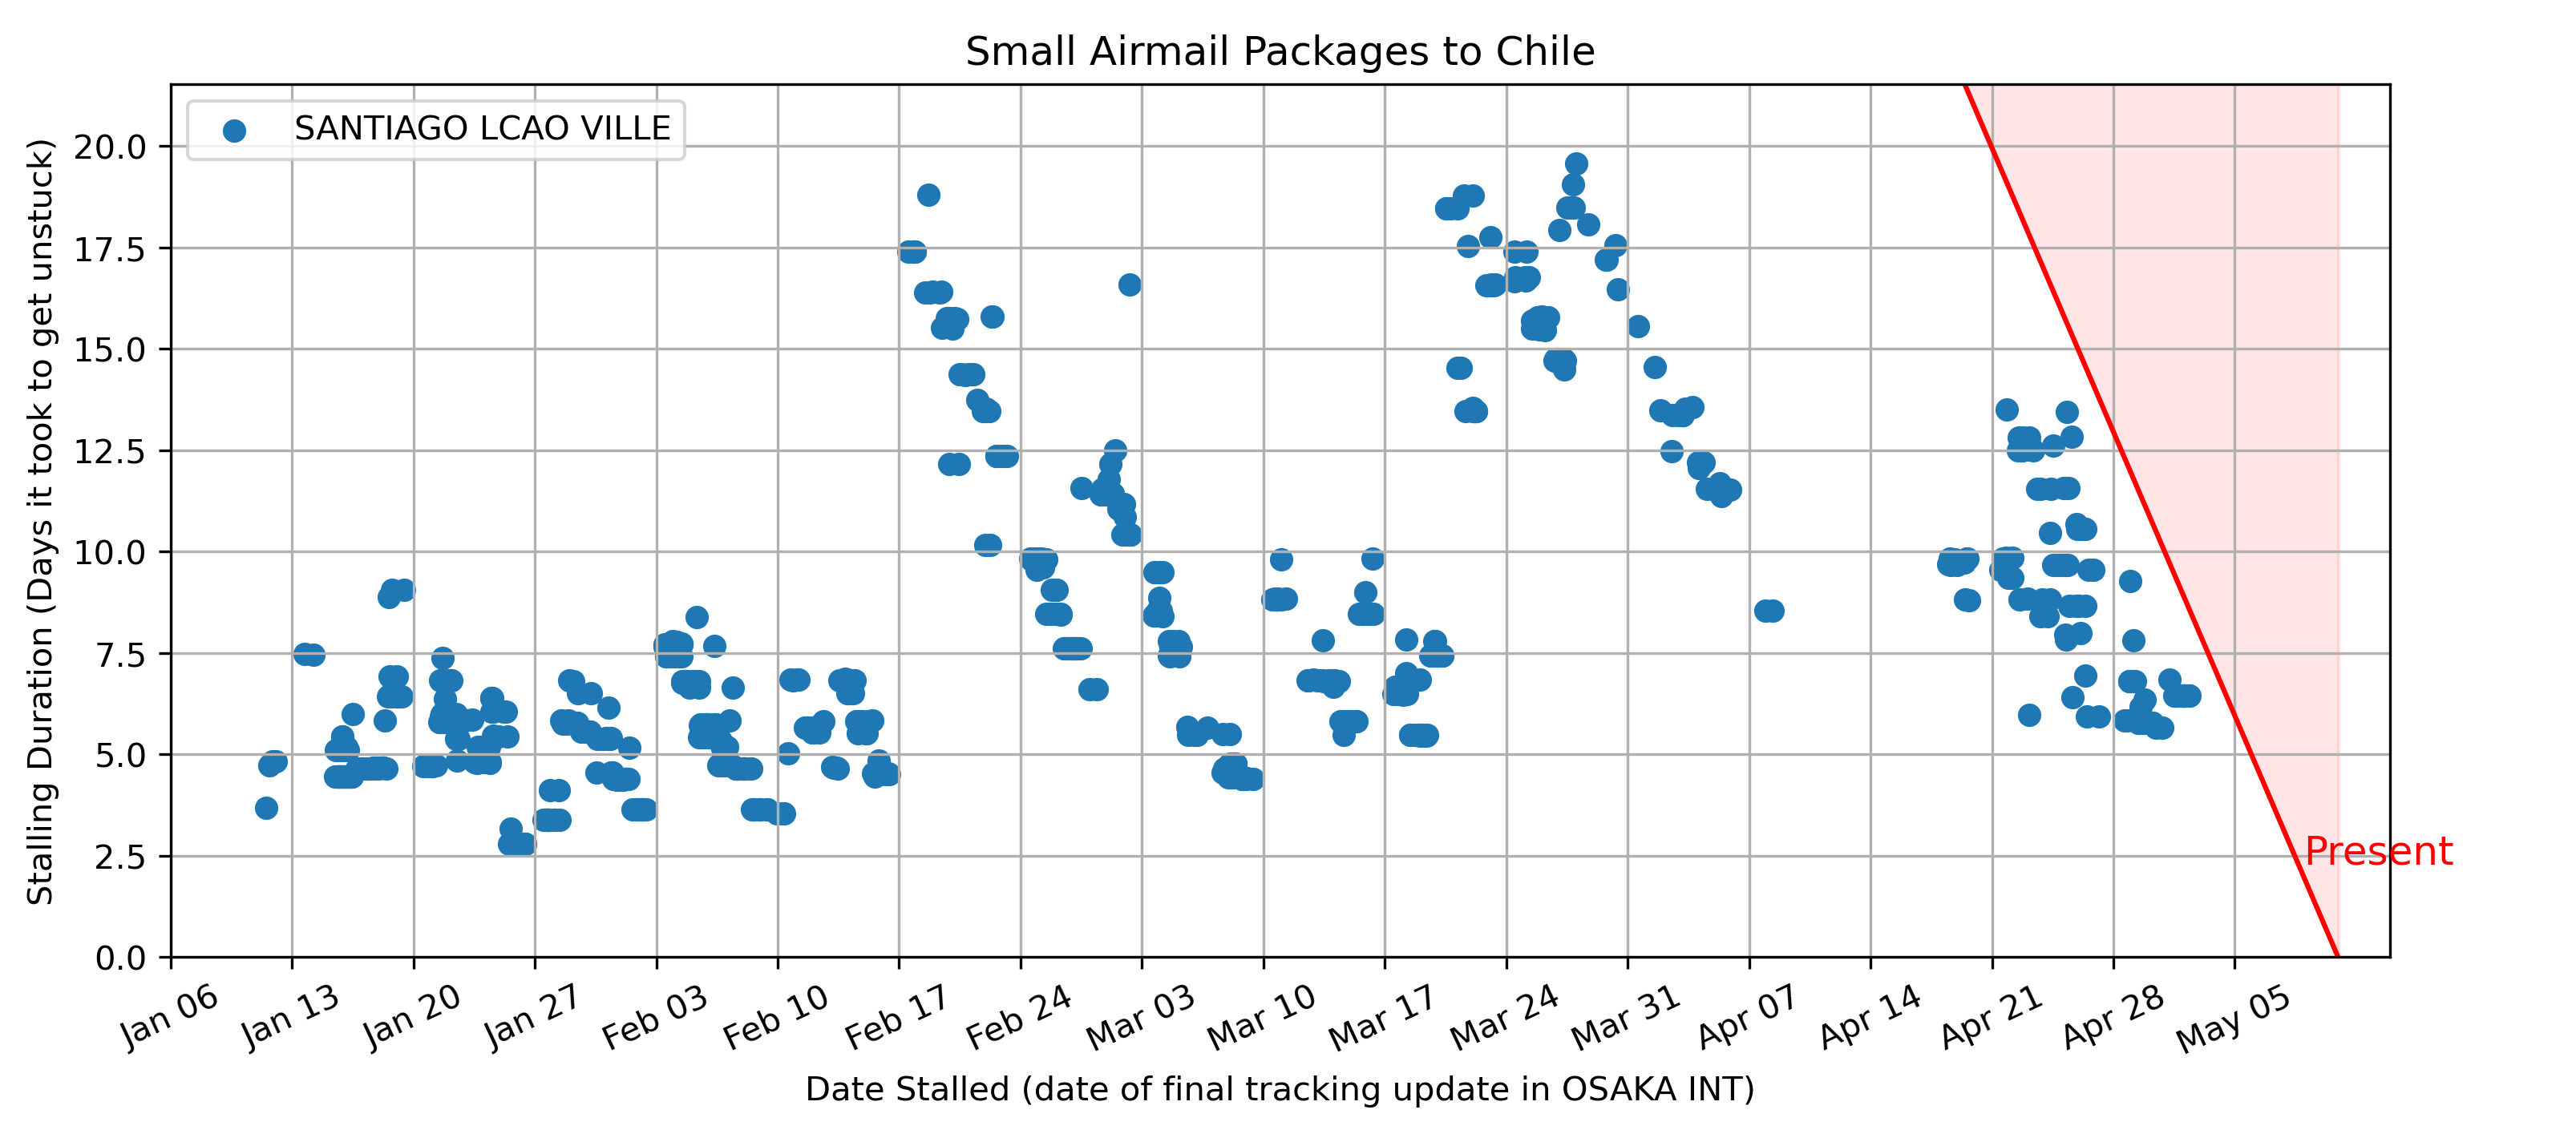 Small Airmail Packages to Chile
SANTIAGO LCAO VILLE
Stalling Duration (Days it took to get unstuck)
20.0
17.5
15.0
12.5
10.0
7.5
5.0
2.5
0.0
Present
Jan 06 Jan 13 Jan 20 Jan 27 Feb 03 Feb 10 Feb 17 Feb 24 Mar 03 Mar 10 Mar 17 Mar 24 Mar 31 Apr 07 Apr 14 Apr 21 Apr 28 May 05
Date Stalled (date of final tracking update in OSAKA INT)